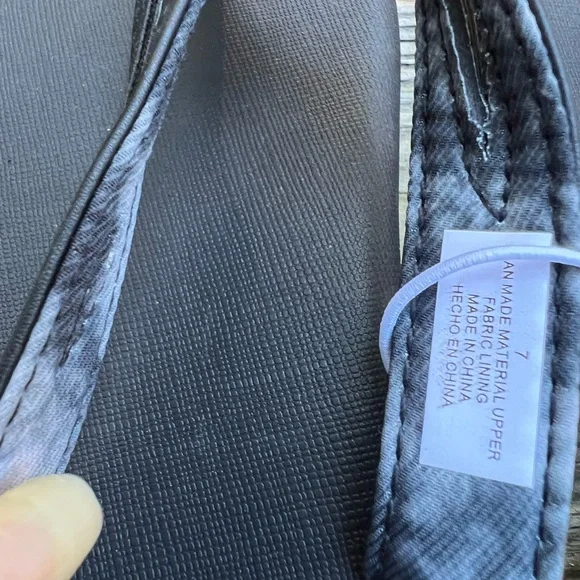 7
AN MADE MATERIAL UPPER
FABRIC LINING
MADE IN CHINA
HECHO EN CHINA